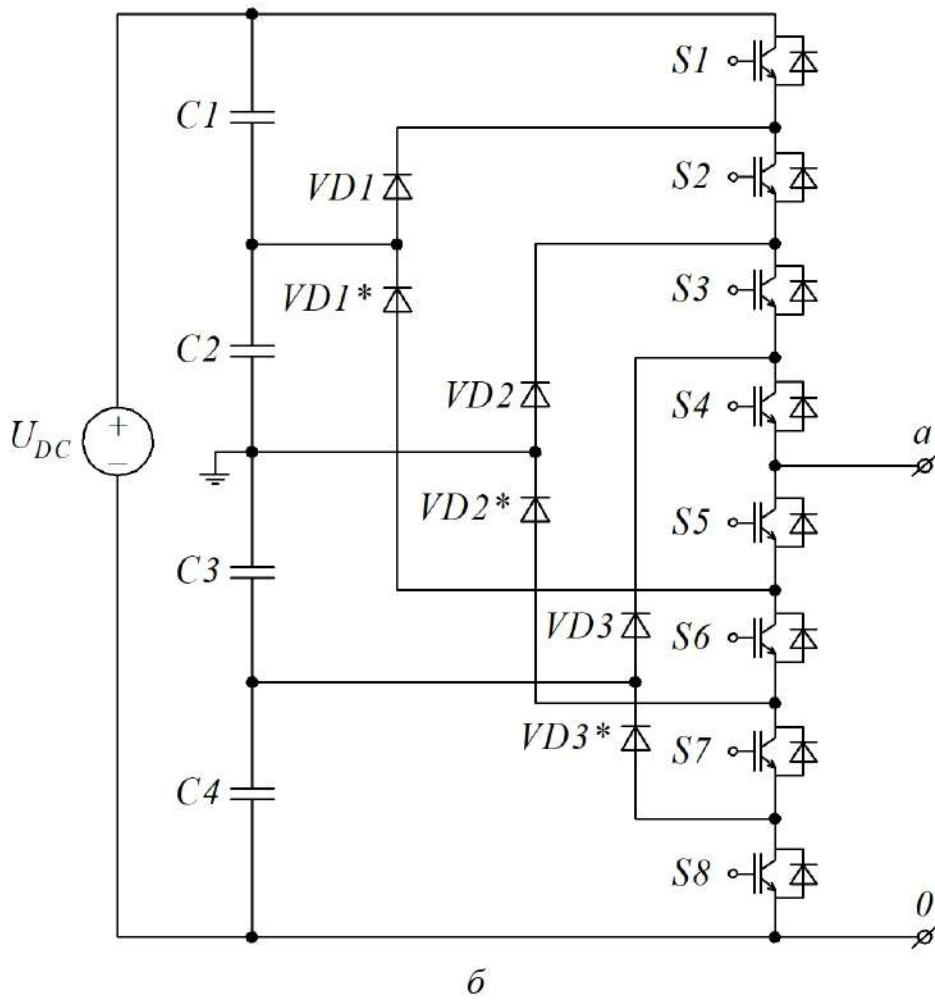 S1
C1
S2
VD1
S3
VD1*
C2
VD2
S4
U_DC
+
−
a
VD2*
S5
C3
VD3
S6
VD3*
S7
C4
S8
0
б